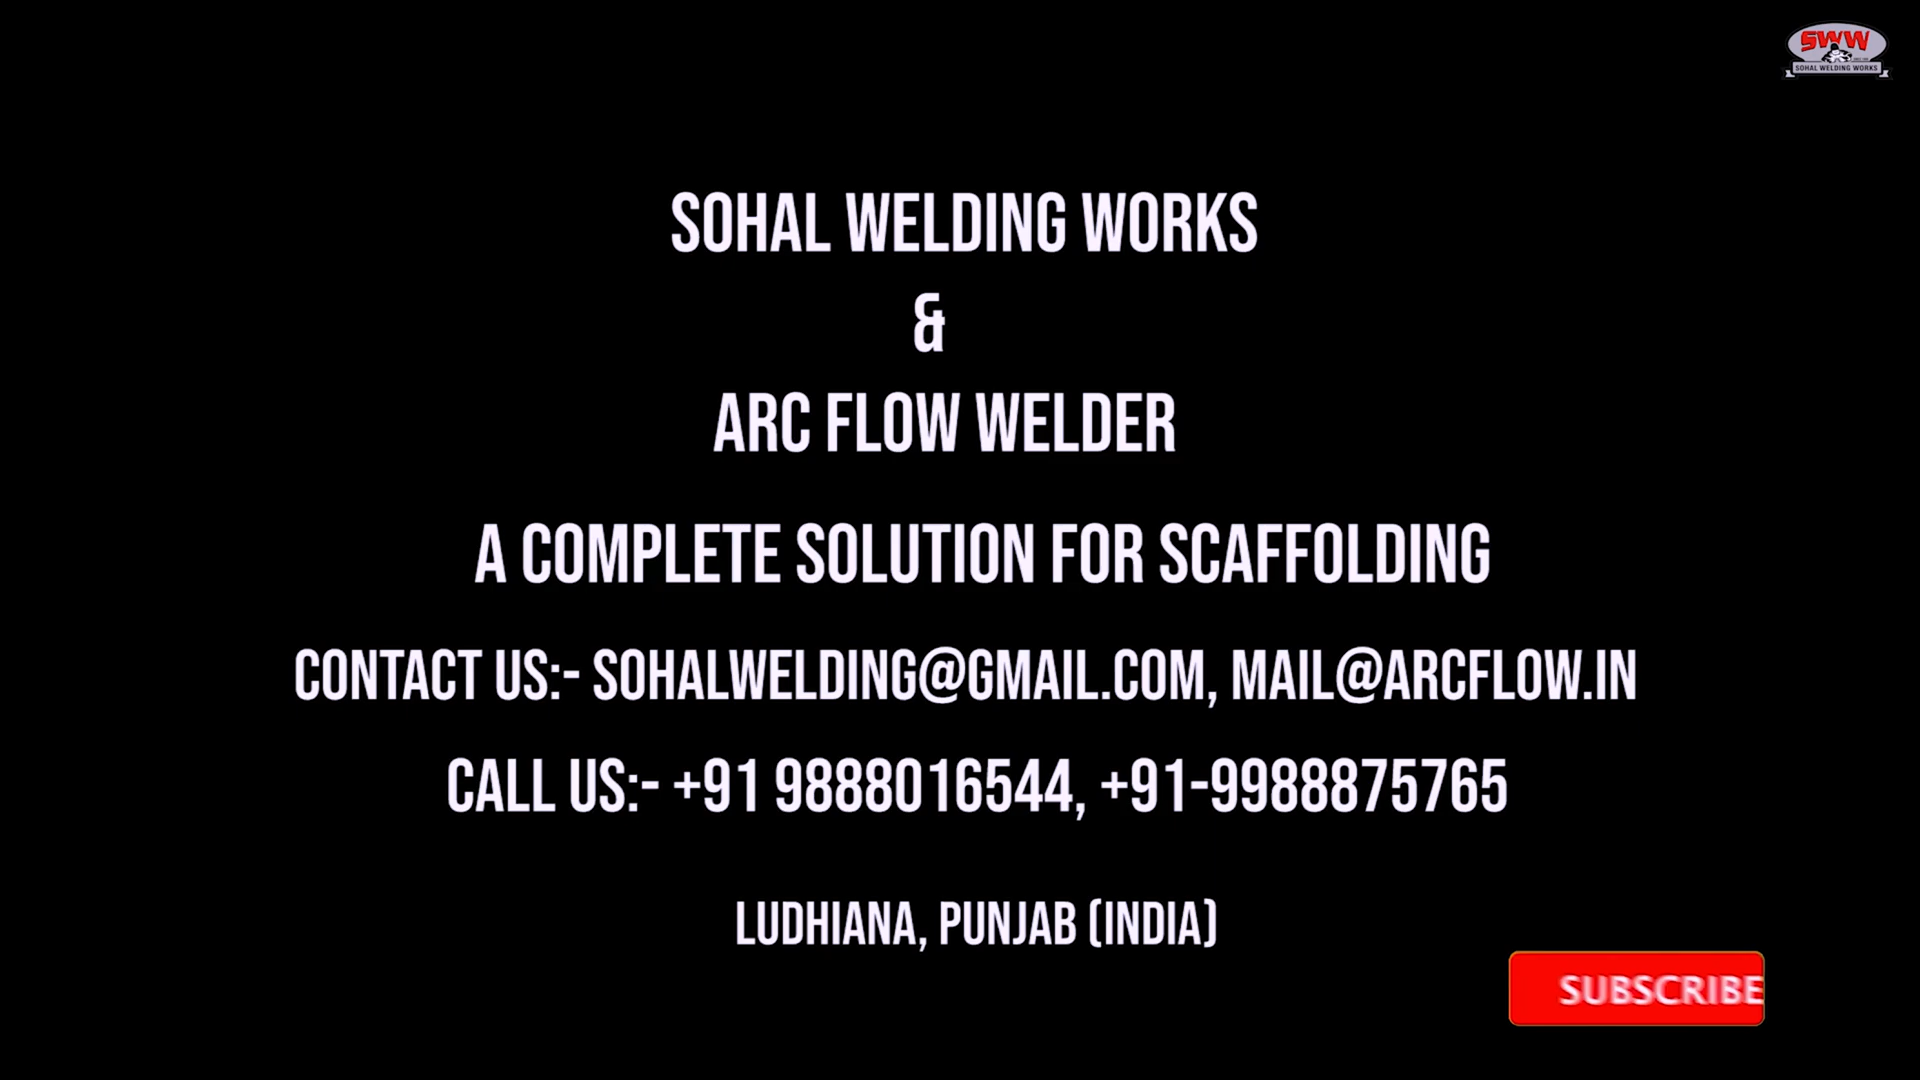 SWW
SOHAL WELDING WORKS
SOHAL WELDING WORKS
&
ARC FLOW WELDER
A COMPLETE SOLUTION FOR SCAFFOLDING
CONTACT US:- SOHALWELDING@GMAIL.COM, MAIL@ARCFLOW.IN
CALL US:- +91 9888016544, +91-9988875765
LUDHIANA, PUNJAB (INDIA)
SUBSCRIBE